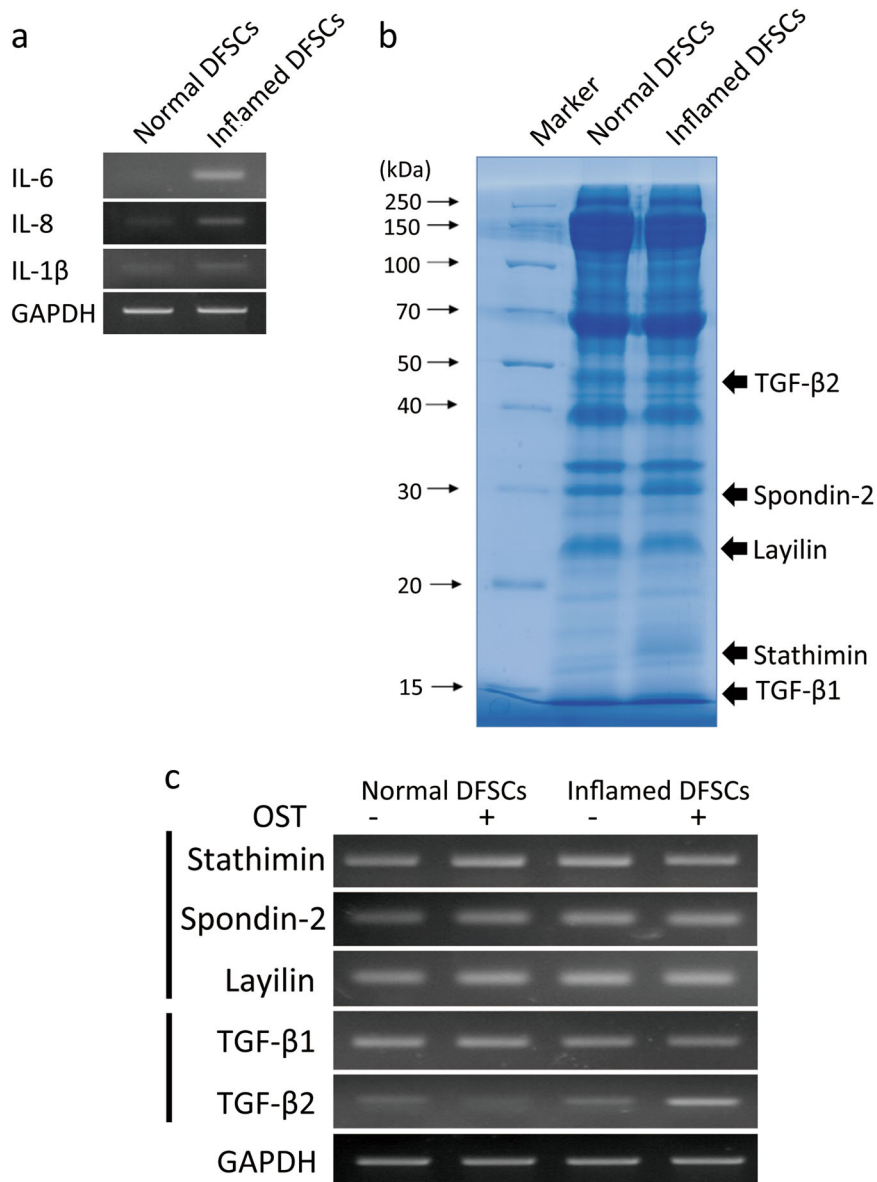 a
Normal DFSCs
Inflamed DFSCs
IL-6
IL-8
IL-1β
GAPDH
b
Marker
Normal DFSCs
Inflamed DFSCs
(kDa)
250
150
100
70
50
40
30
20
15
TGF-β2
Spondin-2
Layilin
Stathimin
TGF-β1
c
Normal DFSCs Inflamed DFSCs
OST - + - +
Stathimin
Spondin-2
Layilin
TGF-β1
TGF-β2
GAPDH